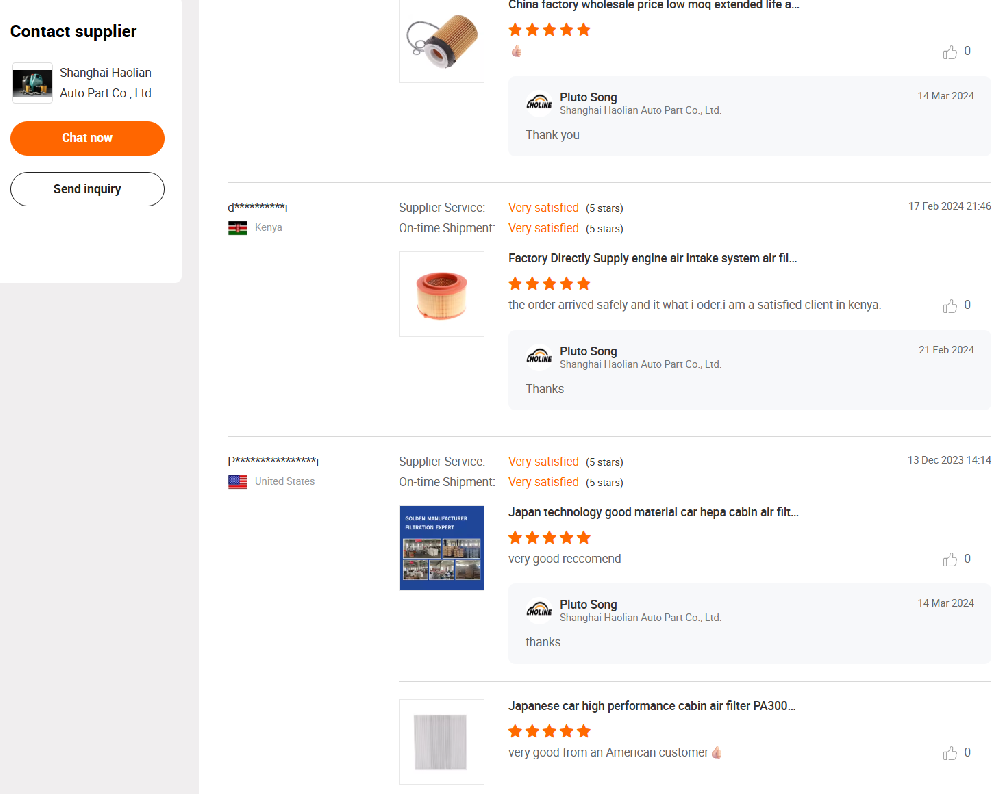 Contact supplier
Shanghai Haolian
Auto Part Co., Ltd
Chat now
Send inquiry
China factory wholesale price low moq extended life a...
👍 0
CHOLINE
Pluto Song
14 Mar 2024
Shanghai Haolian Auto Part Co., Ltd.
Thank you
d**********i
Kenya
Supplier Service: Very satisfied (5 stars)
17 Feb 2024 21:46
On-time Shipment: Very satisfied (5 stars)
Factory Directly Supply engine air intake system air fil...
the order arrived safely and it what i oder.i am a satisfied client in kenya.
0
CHOLINE
Pluto Song
21 Feb 2024
Shanghai Haolian Auto Part Co., Ltd.
Thanks
P****************i
United States
Supplier Service: Very satisfied (5 stars)
13 Dec 2023 14:14
On-time Shipment: Very satisfied (5 stars)
GOLDEN MANUFACTURER
FILTRATION EXPERT
Japan technology good material car hepa cabin air filt...
very good reccomend
0
CHOLINE
Pluto Song
14 Mar 2024
Shanghai Haolian Auto Part Co., Ltd.
thanks
Japanese car high performance cabin air filter PA300...
very good from an American customer 👍
0